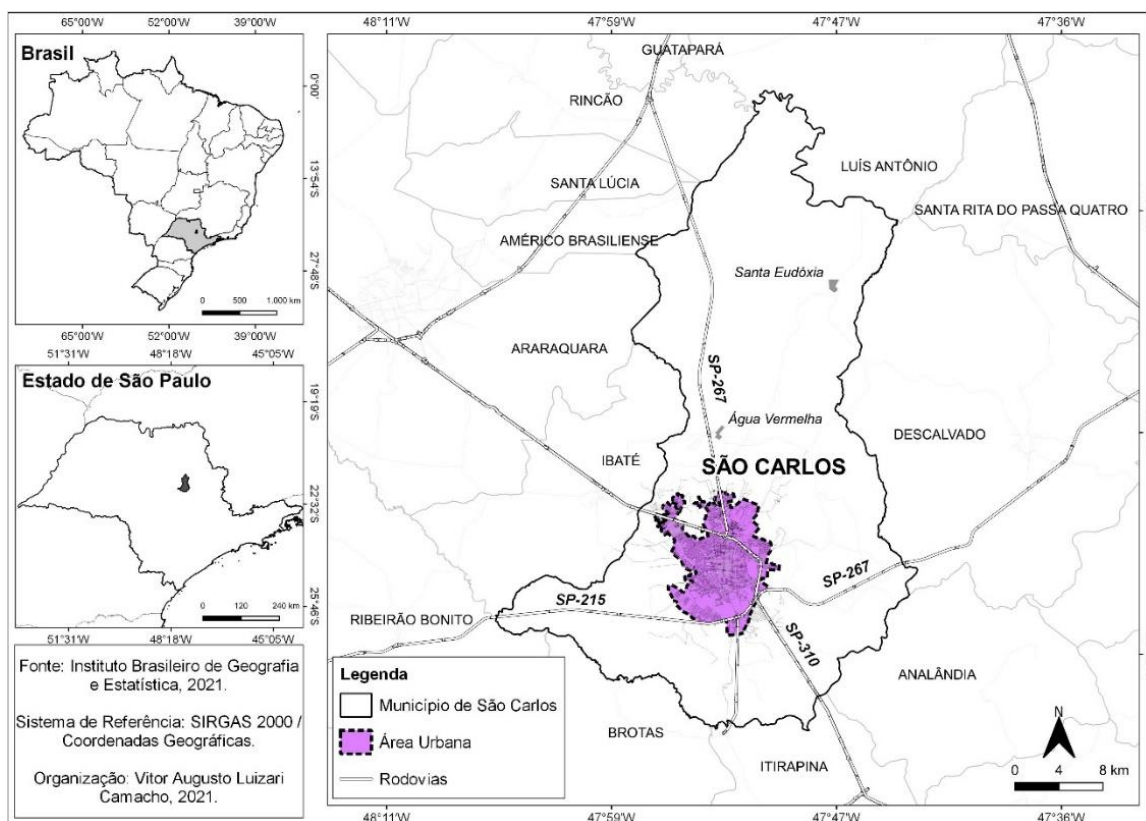 65°00'W 52°00'W 39°00'W
Brasil
0°00'
13°54'S
27°48'S
0 500 1.000 km
65°00'W 52°00'W 39°00'W
51°31'W 48°18'W 45°05'W
Estado de São Paulo
19°19'S
22°32'S
25°46'S
0 120 240 km
51°31'W 48°18'W 45°05'W
Fonte: Instituto Brasileiro de Geografia
e Estatística, 2021.
Sistema de Referência: SIRGAS 2000 /
Coordenadas Geográficas.
Organização: Vitor Augusto Luizari
Camacho, 2021.
48°11'W 47°59'W 47°47'W 47°36'W
GUATAPARÁ
RINCÃO
LUÍS ANTÔNIO
SANTA LÚCIA
SANTA RITA DO PASSA QUATRO
AMÉRICO BRASILIENSE
Santa Eudóxia
ARARAQUARA
SP-267
Água Vermelha
DESCALVADO
IBATÉ
SÃO CARLOS
SP-267
SP-215
RIBEIRÃO BONITO
SP-310
ANALÂNDIA
BROTAS
ITIRAPINA
Legenda
Município de São Carlos
Área Urbana
Rodovias
N
0 4 8 km
48°11'W 47°59'W 47°47'W 47°36'W